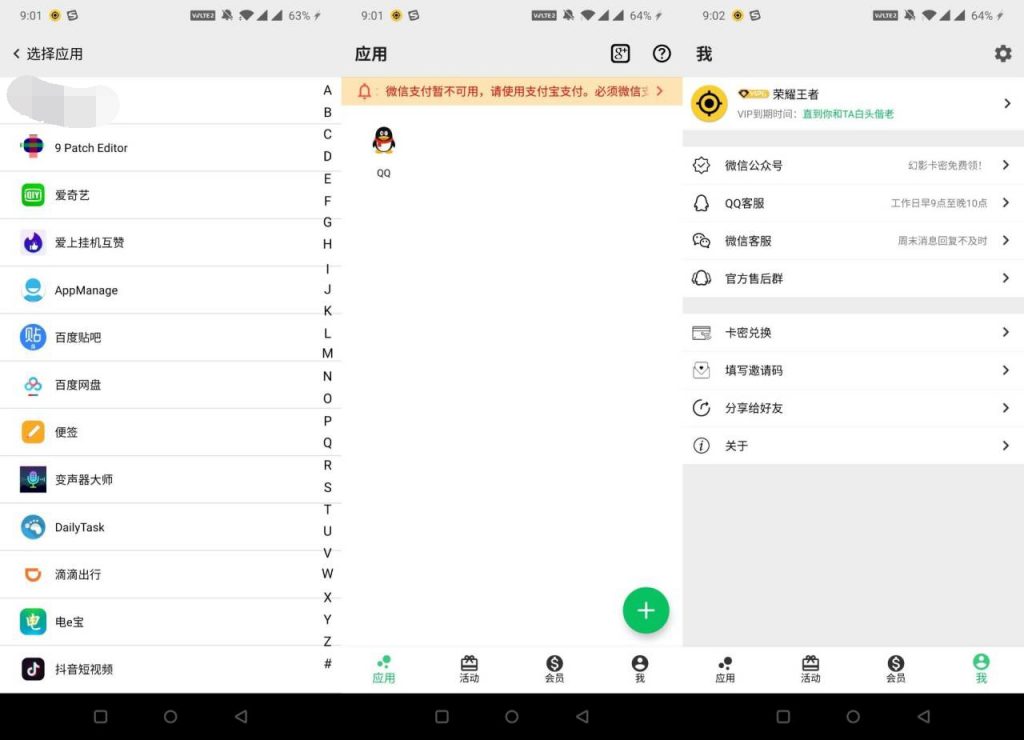 9:01
VoLTE2
63%
选择应用
9 Patch Editor
爱奇艺
爱上挂机互赞
AppManage
百度贴吧
百度网盘
便签
变声器大师
DailyTask
滴滴出行
电e宝
抖音短视频
A
B
C
D
E
F
G
H
I
J
K
L
M
N
O
P
Q
R
S
T
U
V
W
X
Y
Z
#
9:01
VoLTE2
64%
应用
微信支付暂不可用，请使用支付宝支付。必须微信支
QQ
应用
活动
会员
我
9:02
VoLTE2
64%
我
荣耀王者
VIP到期时间：直到你和TA白头偕老
微信公众号
幻影卡密免费领！
QQ客服
工作日早9点至晚10点
微信客服
周末消息回复不及时
官方售后群
卡密兑换
填写邀请码
分享给好友
关于
应用
活动
会员
我